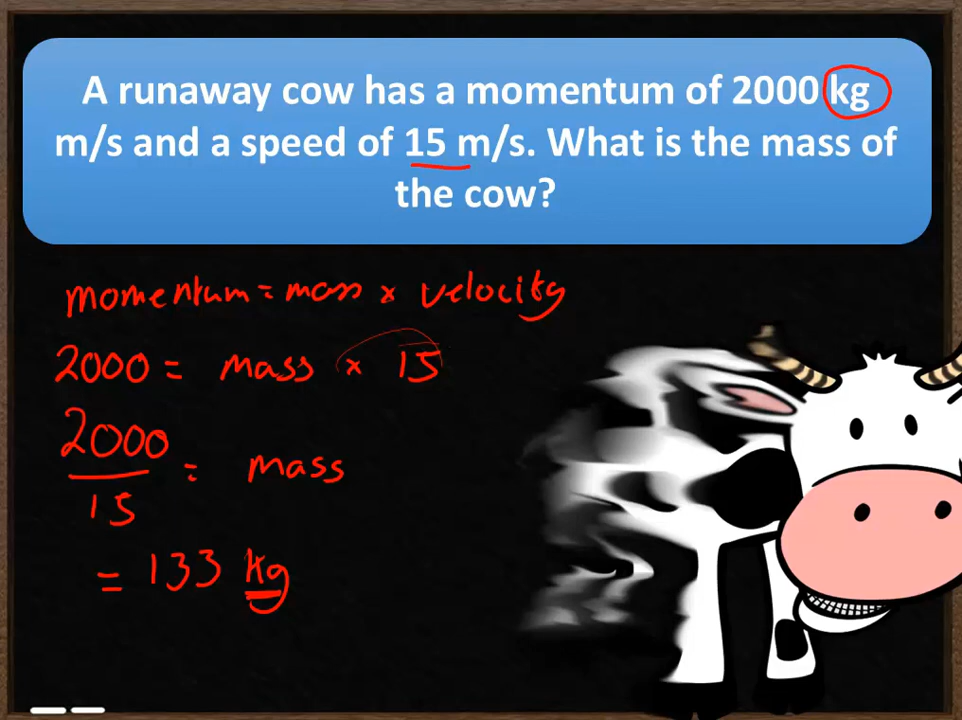 A runaway cow has a momentum of 2000 kg
m/s and a speed of 15 m/s. What is the mass of
the cow?
momentum = mass × velocity
2000 = mass × 15
2000
15
= mass
= 133 kg